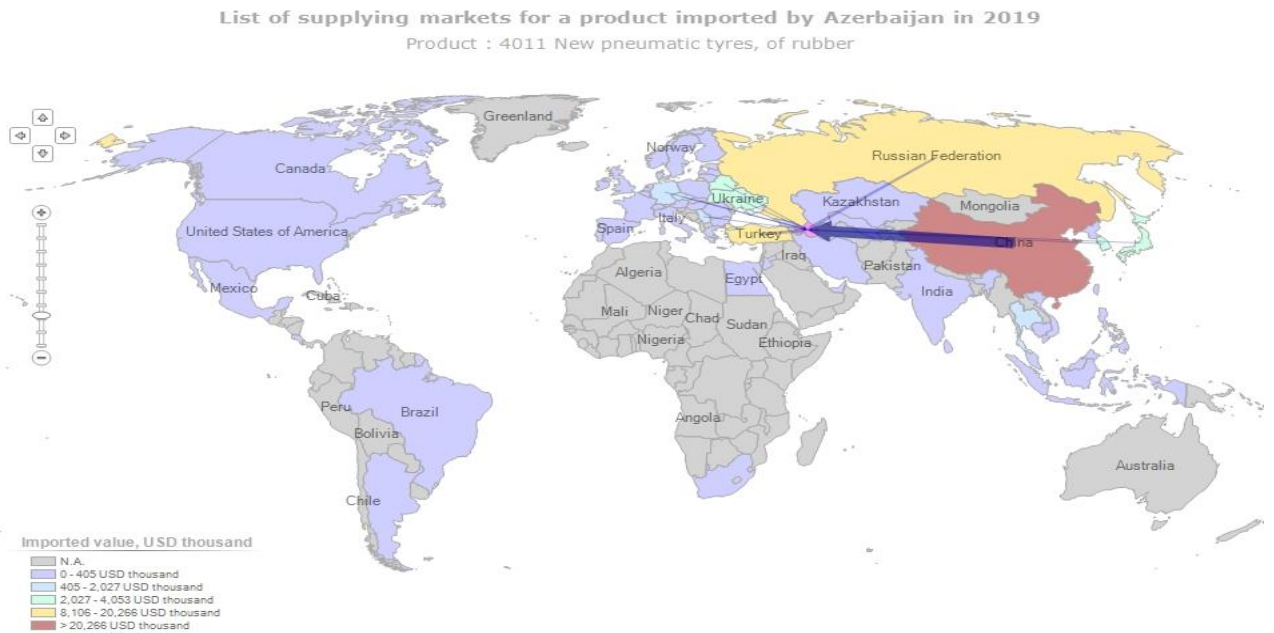 List of supplying markets for a product imported by Azerbaijan in 2019
Product : 4011 New pneumatic tyres, of rubber
Greenland
Norway
Canada
Russian Federation
Ukraine
Kazakhstan
Mongolia
Italy
Spain
United States of America
Turkey
China
Iraq
Pakistan
Algeria
Egypt
Mexico
Cuba
India
Mali
Niger
Chad
Sudan
Nigeria
Ethiopia
Peru
Brazil
Angola
Bolivia
Australia
Chile
Imported value, USD thousand
N.A.
0 - 405 USD thousand
405 - 2,027 USD thousand
2,027 - 4,053 USD thousand
8,106 - 20,266 USD thousand
> 20,266 USD thousand